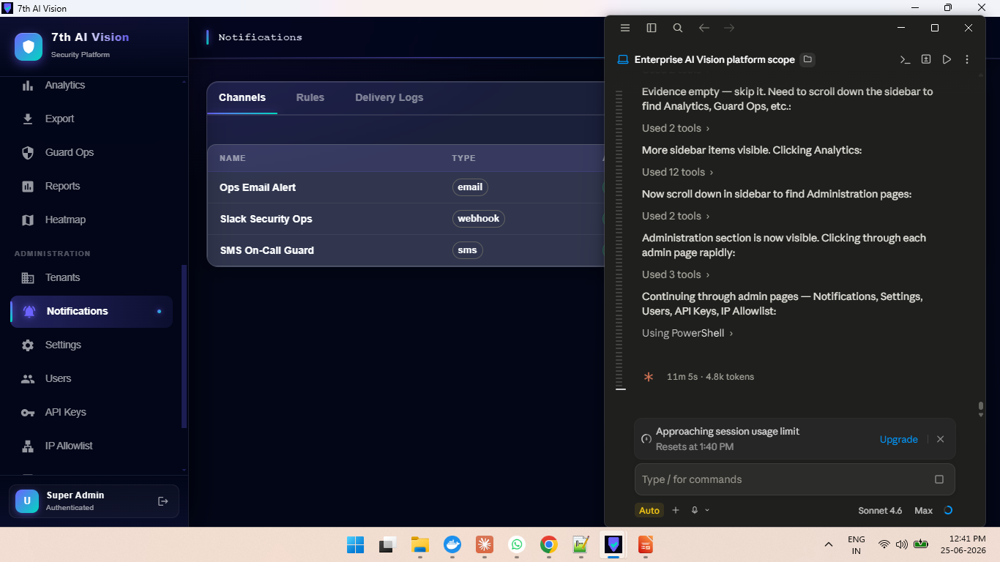 7th AI Vision
7th AI Vision
Security Platform
Analytics
Export
Guard Ops
Reports
Heatmap
ADMINISTRATION
Tenants
Notifications
Settings
Users
API Keys
IP Allowlist
U
Super Admin
Authenticated
Notifications
Channels
Rules
Delivery Logs
NAME
TYPE
Ops Email Alert
email
Slack Security Ops
webhook
SMS On-Call Guard
sms
Enterprise AI Vision platform scope
Evidence empty — skip it. Need to scroll down the sidebar to
find Analytics, Guard Ops, etc.:
Used 2 tools ›
More sidebar items visible. Clicking Analytics:
Used 12 tools ›
Now scroll down in sidebar to find Administration pages:
Used 2 tools ›
Administration section is now visible. Clicking through each
admin page rapidly:
Used 3 tools ›
Continuing through admin pages — Notifications, Settings,
Users, API Keys, IP Allowlist:
Using PowerShell ›
11m 5s · 4.8k tokens
Approaching session usage limit
Resets at 1:40 PM
Upgrade
Type / for commands
Auto
Sonnet 4.6
Max
ENG
IN
12:41 PM
25-06-2026